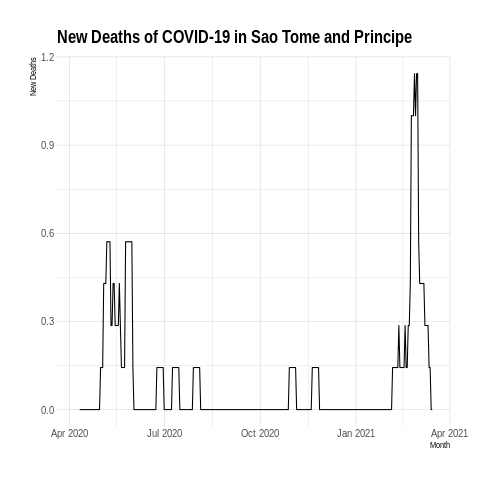 New Deaths of COVID-19 in Sao Tome and Principe
New Deaths
1.2
0.9
0.6
0.3
0.0
Apr 2020 Jul 2020 Oct 2020 Jan 2021 Apr 2021
Month